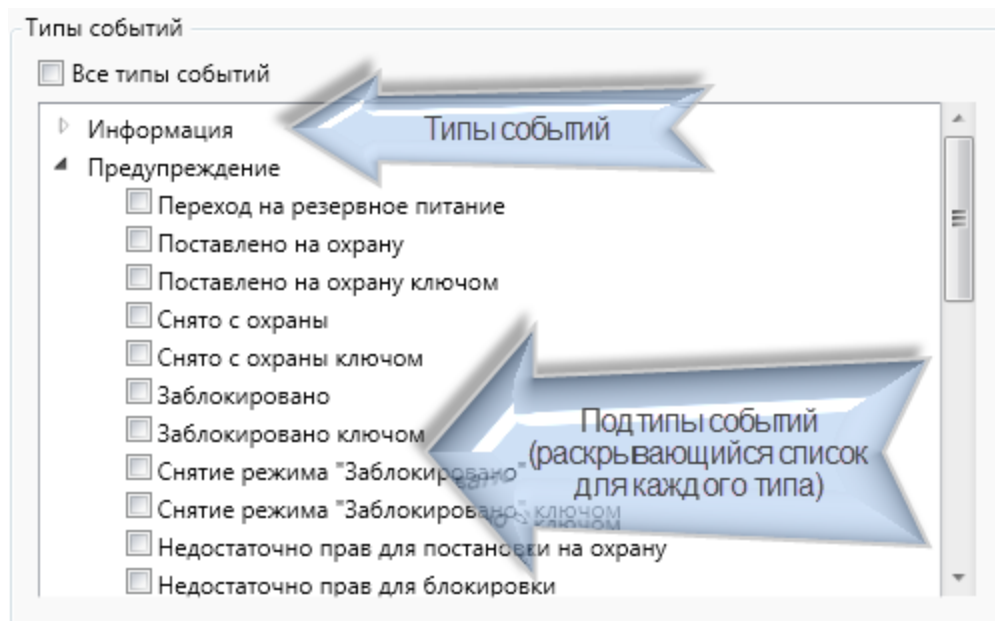 Типы событий
Все типы событий
Информация
Типы событий
Предупреждение
Переход на резервное питание
Поставлено на охрану
Поставлено на охрану ключом
Снято с охраны
Снято с охраны ключом
Заблокировано
Заблокировано ключом
Подтипы событий
(раскрывающийся список
для каждого типа)
Снятие режима "Заблокировано"
Снятие режима "Заблокировано" ключом
Недостаточно прав для постановки на охрану
Недостаточно прав для блокировки